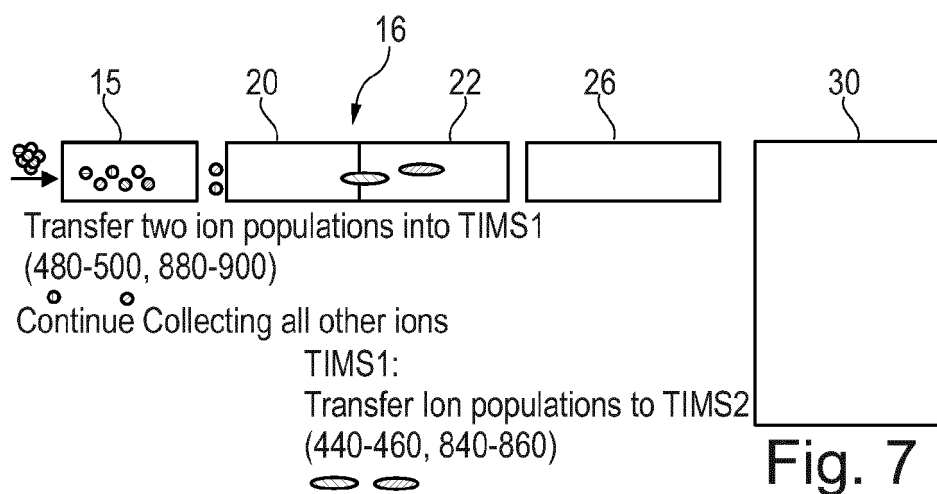 16
15 20 22 26 30
Transfer two ion populations into TIMS1
(480-500, 880-900)
Continue Collecting all other ions
TIMS1:
Transfer Ion populations to TIMS2
(440-460, 840-860)
Fig. 7